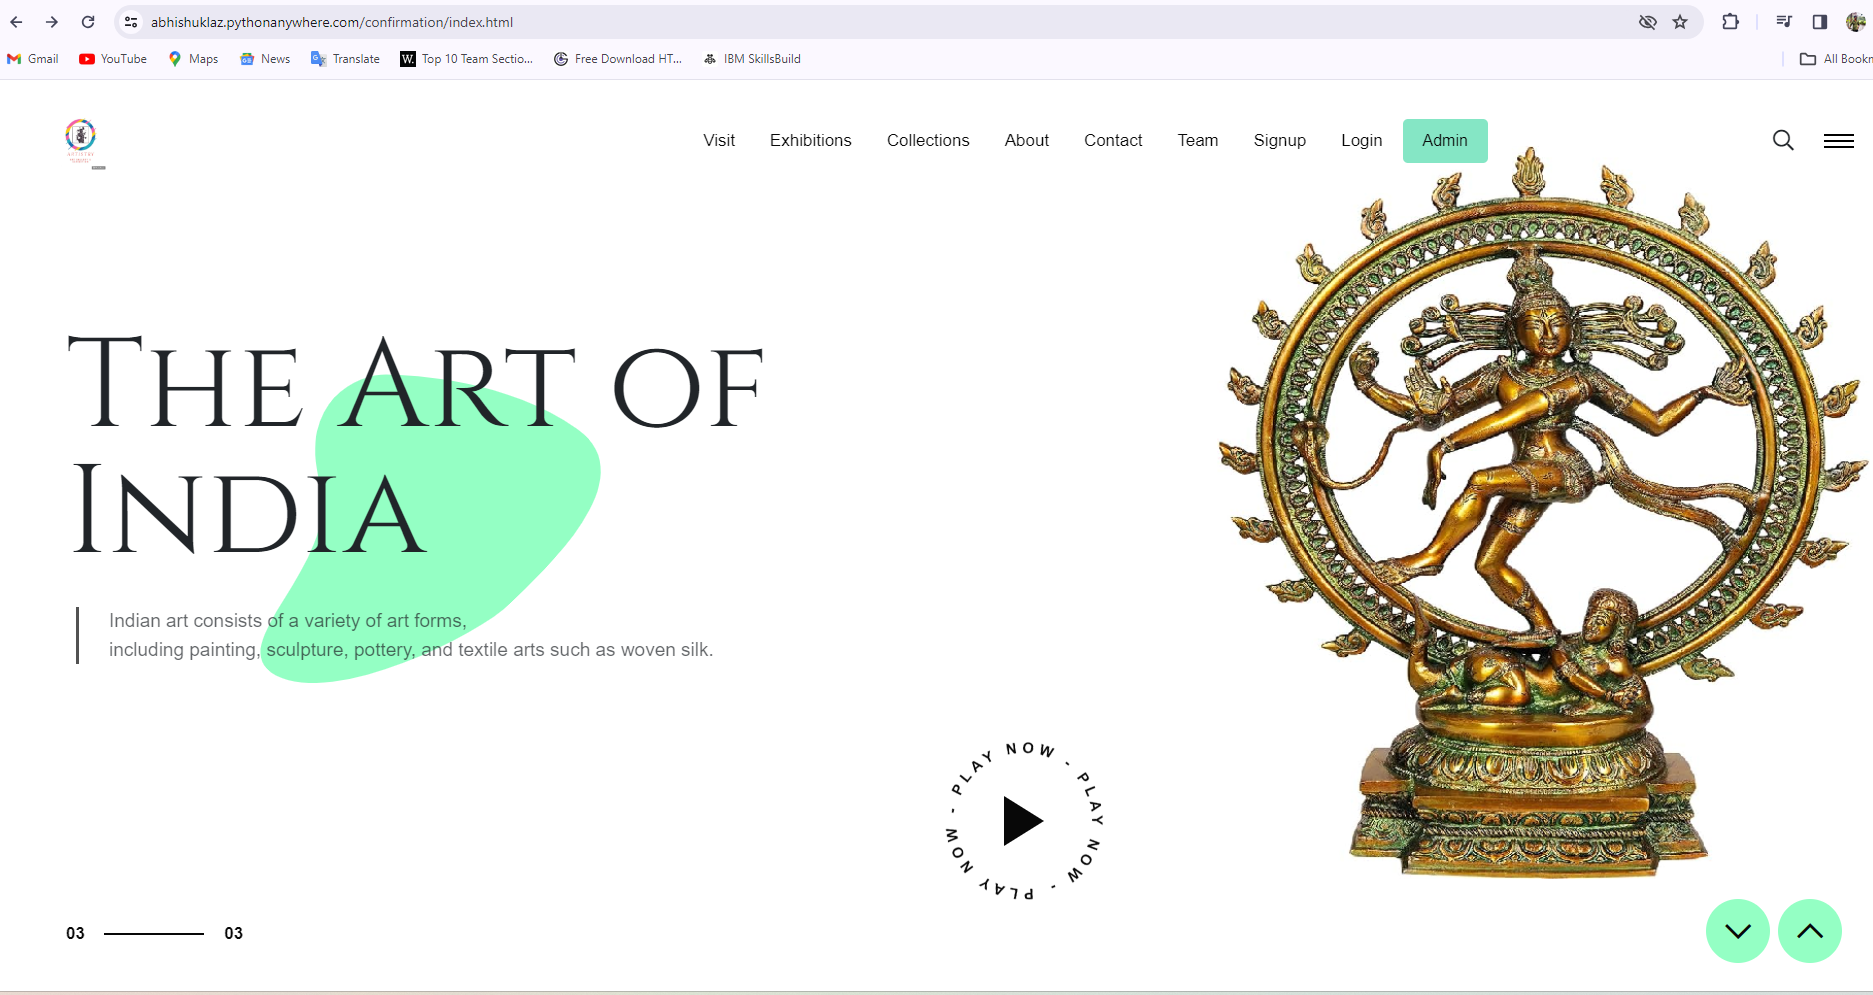 abhishuklaz.pythonanywhere.com/confirmation/index.html
Gmail YouTube Maps News Translate Top 10 Team Sectio... Free Download HT... IBM SkillsBuild All Bookm
Visit Exhibitions Collections About Contact Team Signup Login Admin
The Art of
India
Indian art consists of a variety of art forms,
including painting, sculpture, pottery, and textile arts such as woven silk.
PLAY NOW - PLAY NOW - PLAY NOW -
03 03